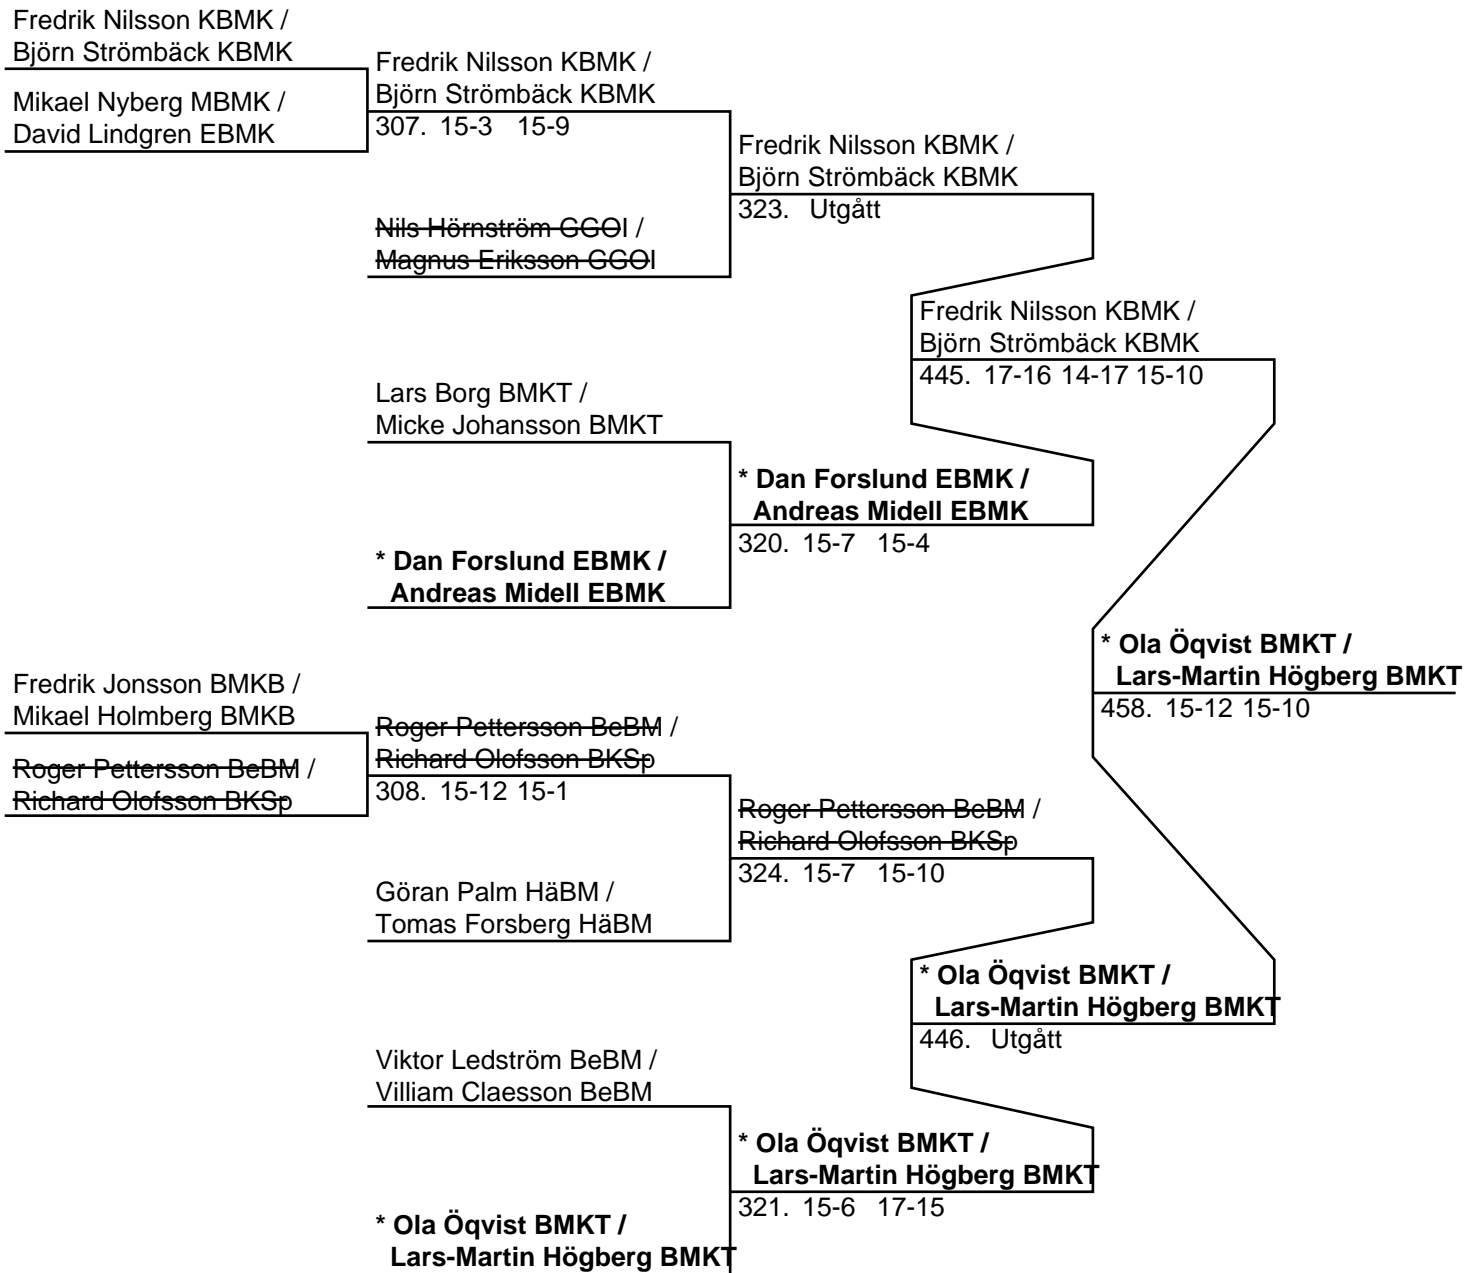 Fredrik Nilsson KBMK /
Björn Strömbäck KBMK
Mikael Nyberg MBMK /
David Lindgren EBMK
Fredrik Nilsson KBMK /
Björn Strömbäck KBMK
307. 15-3 15-9
Nils Hörnström GGOI /
Magnus Eriksson GGOI
Fredrik Nilsson KBMK /
Björn Strömbäck KBMK
323. Utgått
Lars Borg BMKT /
Micke Johansson BMKT
* Dan Forslund EBMK /
Andreas Midell EBMK
* Dan Forslund EBMK /
Andreas Midell EBMK
320. 15-7 15-4
Fredrik Nilsson KBMK /
Björn Strömbäck KBMK
445. 17-16 14-17 15-10
Fredrik Jonsson BMKB /
Mikael Holmberg BMKB
Roger Pettersson BeBM /
Richard Olofsson BKSp
Roger Pettersson BeBM /
Richard Olofsson BKSp
308. 15-12 15-1
Göran Palm HäBM /
Tomas Forsberg HäBM
Roger Pettersson BeBM /
Richard Olofsson BKSp
324. 15-7 15-10
Viktor Ledström BeBM /
Villiam Claesson BeBM
* Ola Öqvist BMKT /
Lars-Martin Högberg BMKT
* Ola Öqvist BMKT /
Lars-Martin Högberg BMKT
321. 15-6 17-15
* Ola Öqvist BMKT /
Lars-Martin Högberg BMKT
446. Utgått
* Ola Öqvist BMKT /
Lars-Martin Högberg BMKT
458. 15-12 15-10